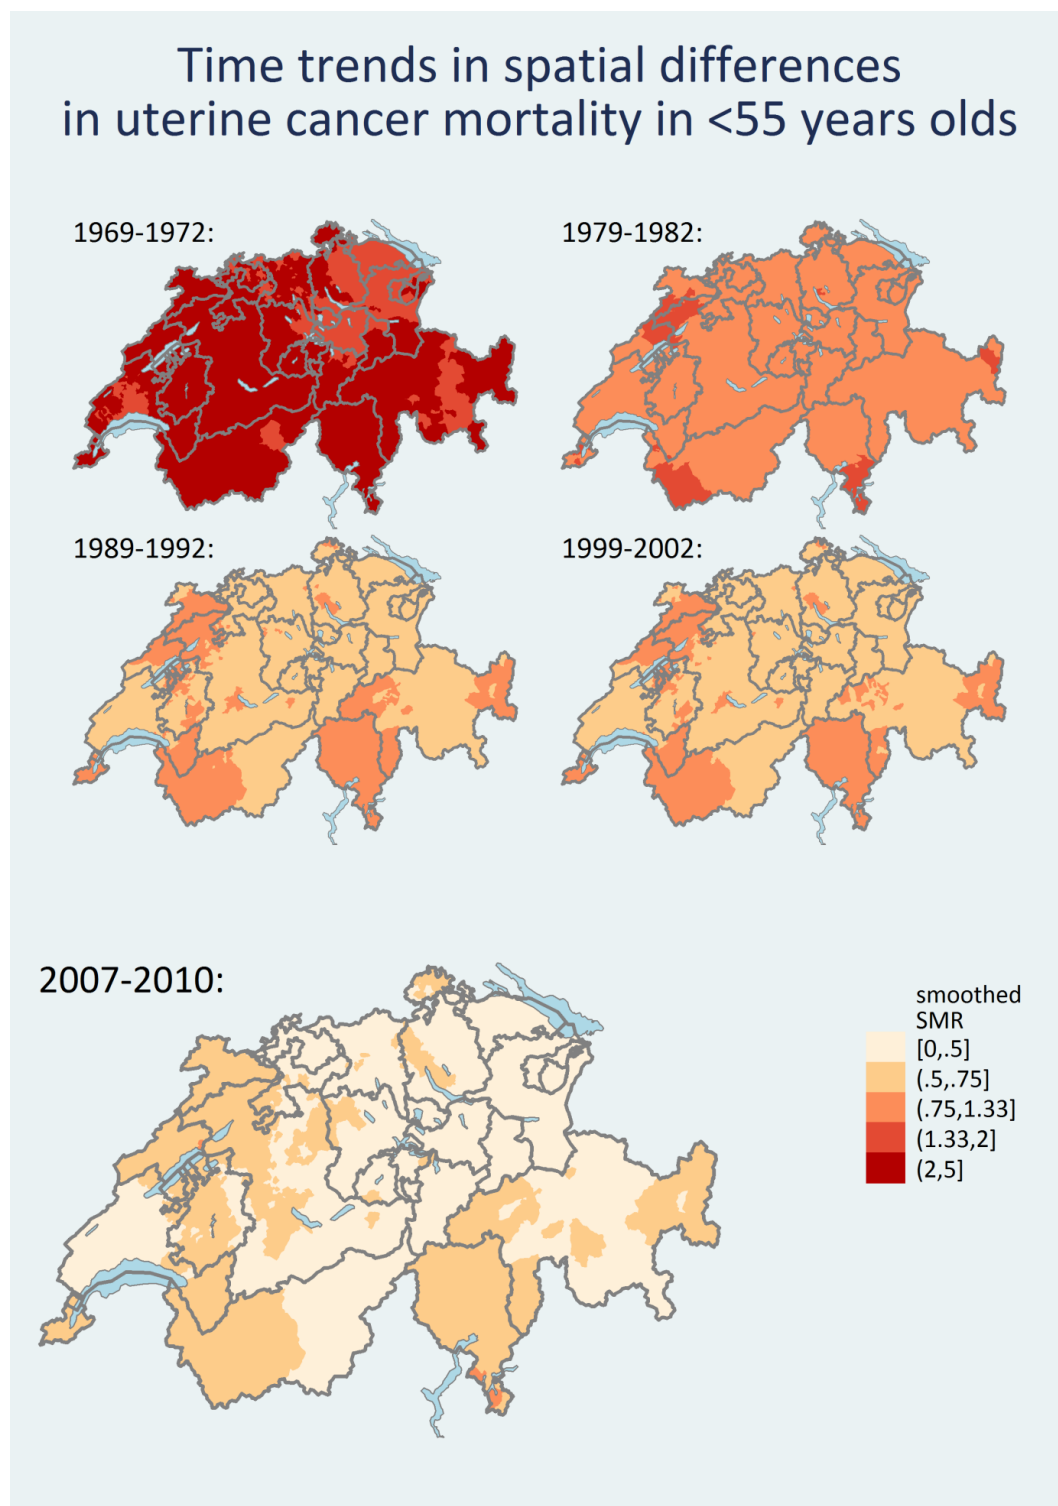 Time trends in spatial differences
in uterine cancer mortality in <55 years olds
1969-1972:
1979-1982:
1989-1992:
1999-2002:
2007-2010:
smoothed
SMR
[0,.5]
(.5,.75]
(.75,1.33]
(1.33,2]
(2,5]